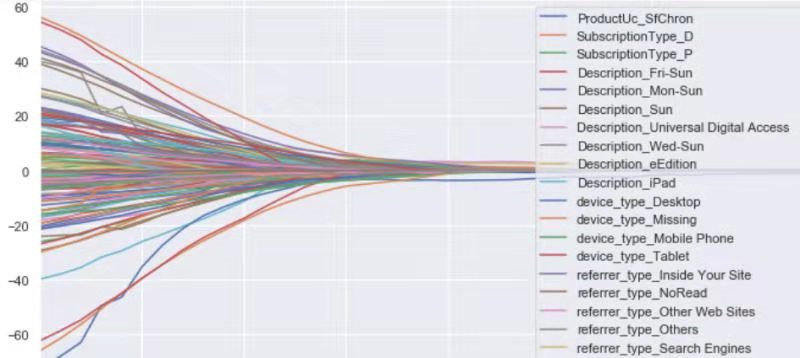 60
40
20
0
−20
−40
−60
ProductUc_SfChron
SubscriptionType_D
SubscriptionType_P
Description_Fri-Sun
Description_Mon-Sun
Description_Sun
Description_Universal Digital Access
Description_Wed-Sun
Description_eEdition
Description_iPad
device_type_Desktop
device_type_Missing
device_type_Mobile Phone
device_type_Tablet
referrer_type_Inside Your Site
referrer_type_NoRead
referrer_type_Other Web Sites
referrer_type_Others
referrer_type_Search Engines